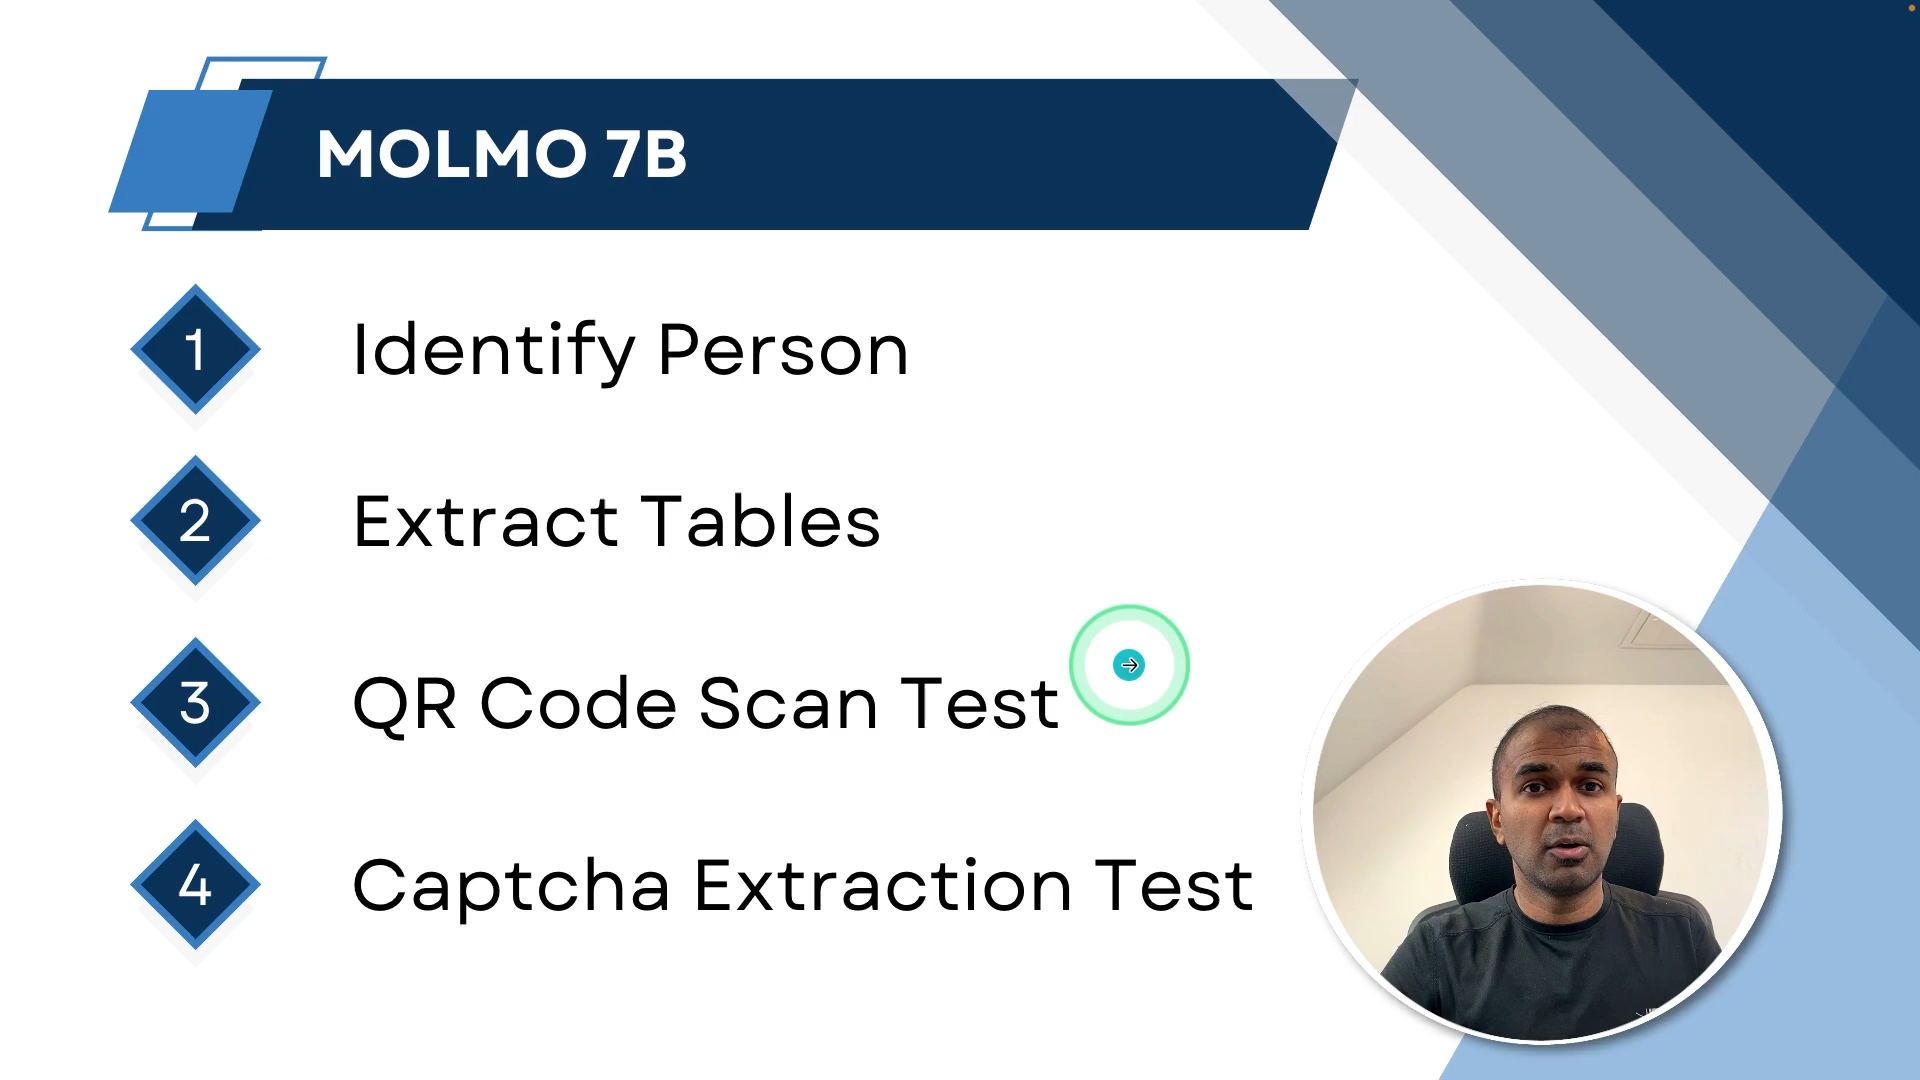 MOLMO 7B
1 Identify Person
2 Extract Tables
3 QR Code Scan Test
4 Captcha Extraction Test